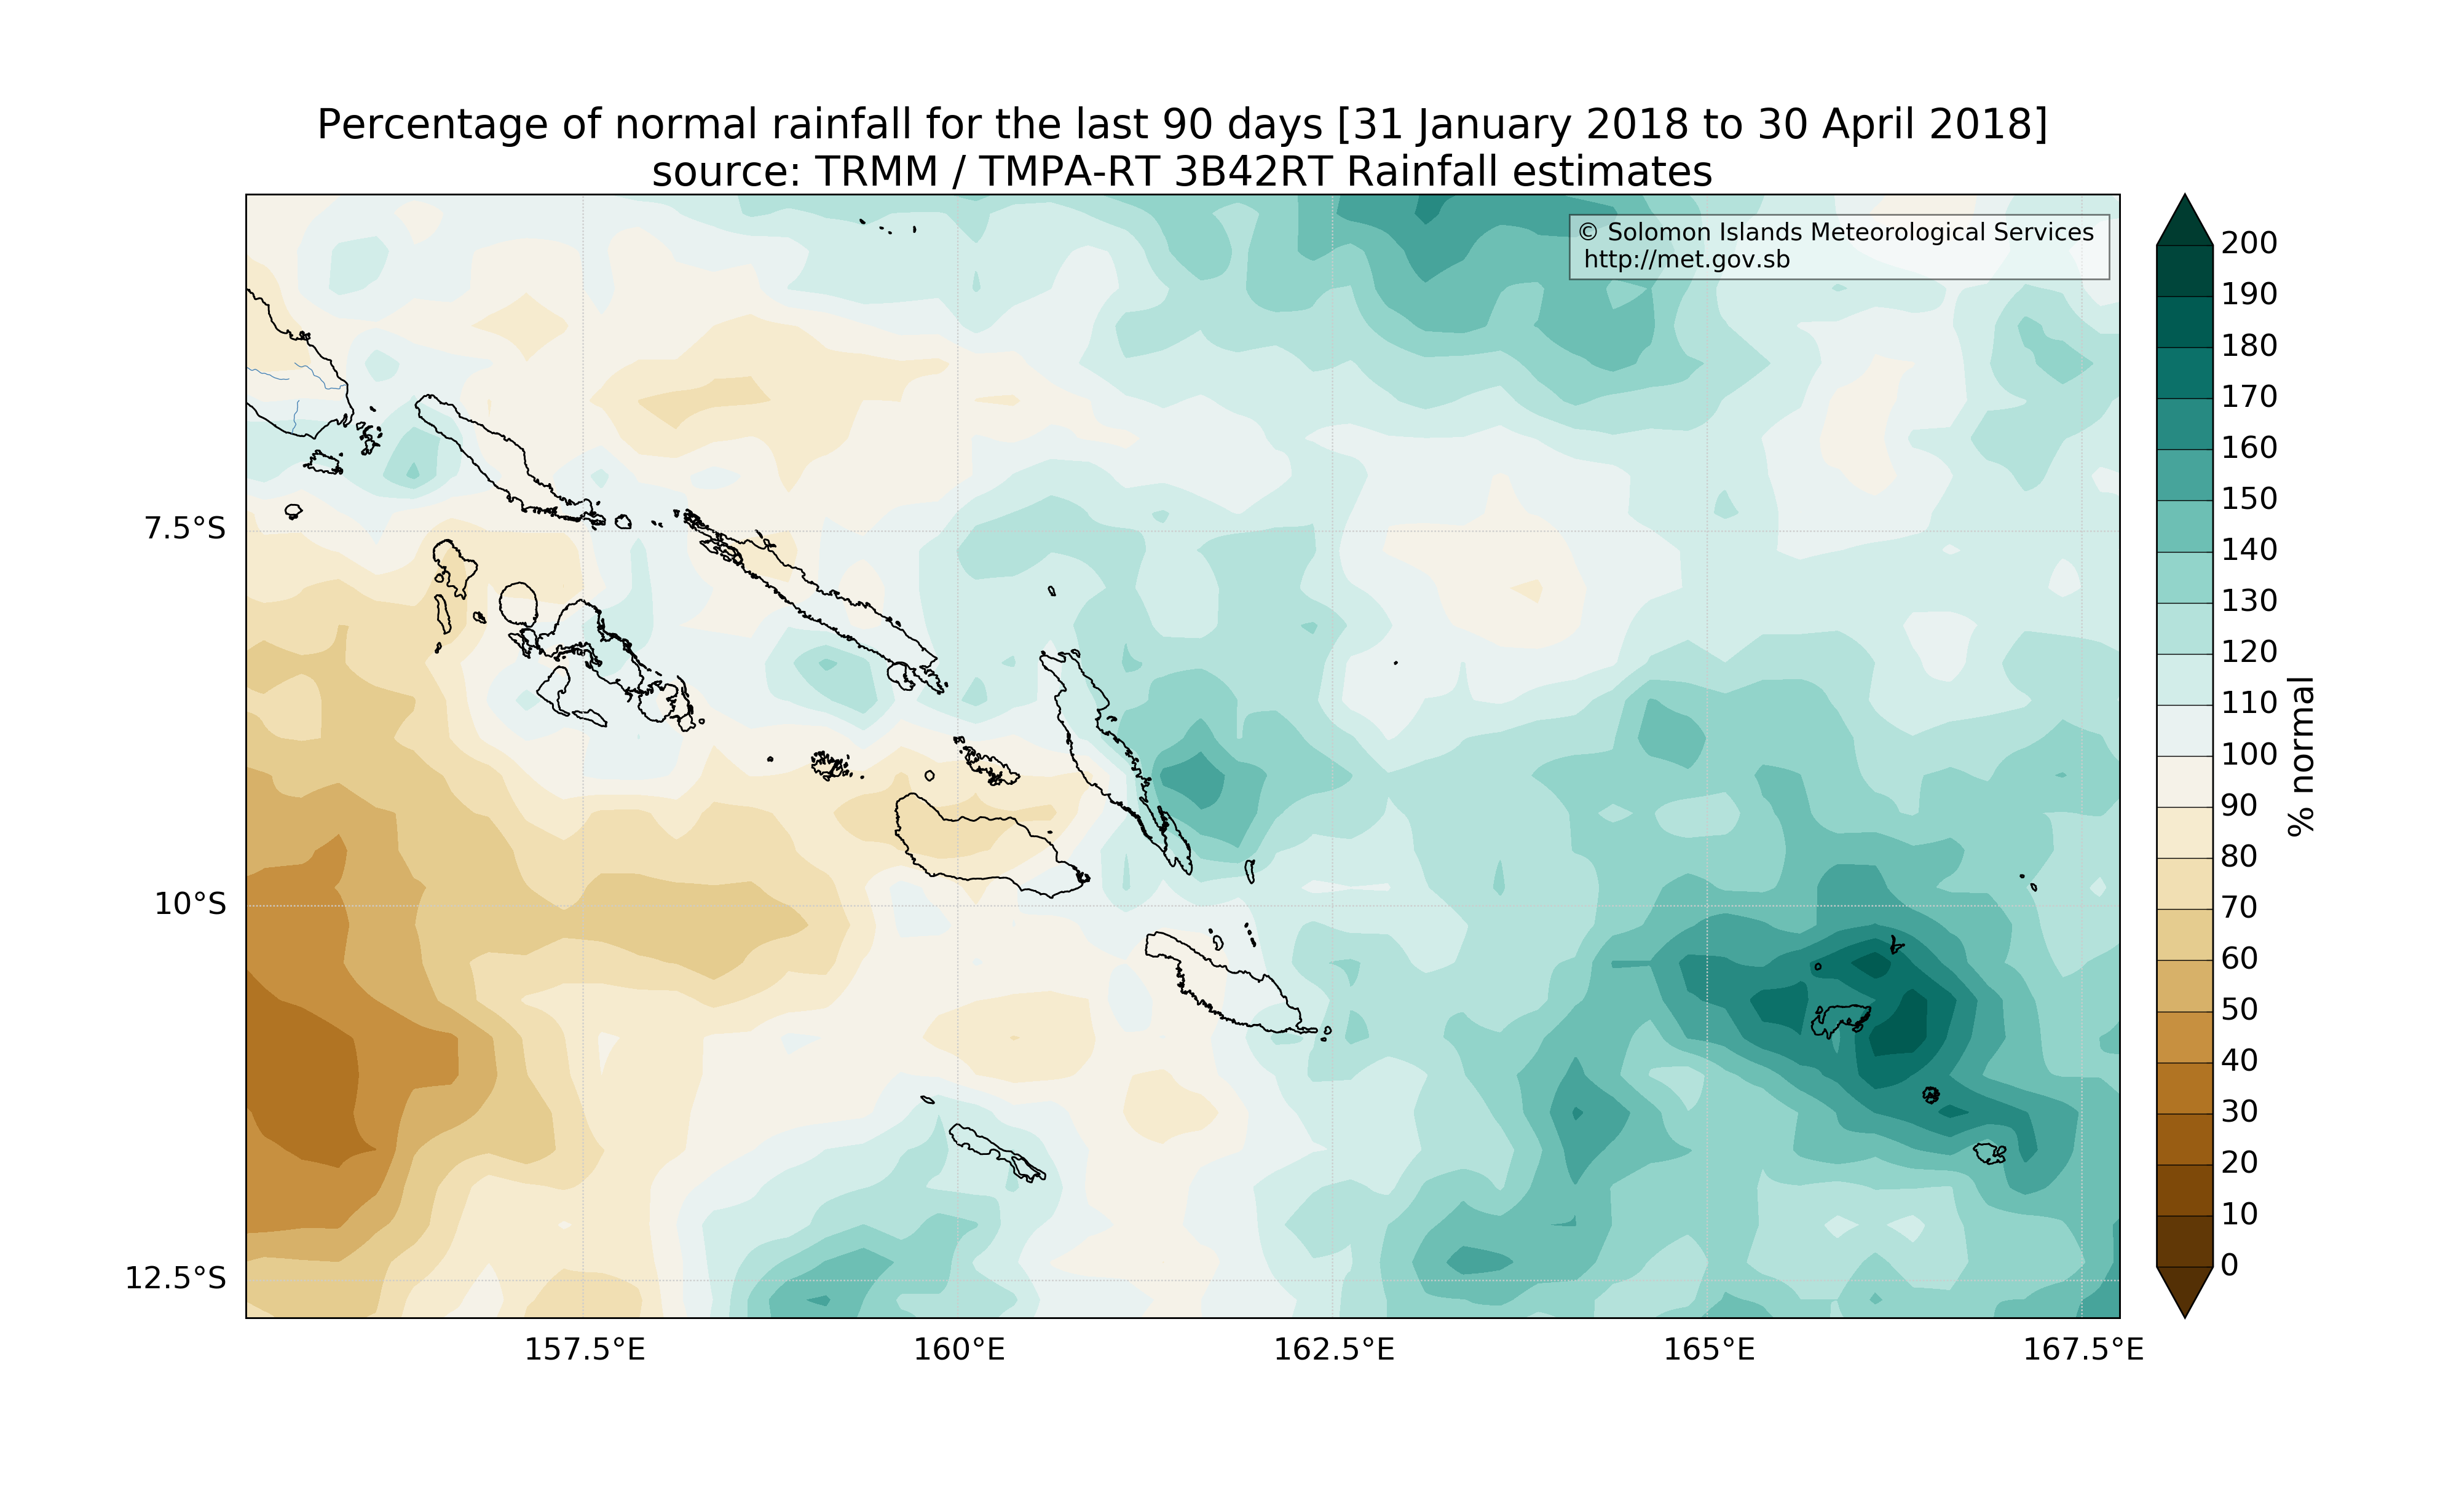 Percentage of normal rainfall for the last 90 days [31 January 2018 to 30 April 2018]
source: TRMM / TMPA-RT 3B42RT Rainfall estimates
© Solomon Islands Meteorological Services
http://met.gov.sb
7.5°S
10°S
12.5°S
157.5°E
160°E
162.5°E
165°E
167.5°E
200
190
180
170
160
150
140
130
120
110
100
90
80
70
60
50
40
30
20
10
0
% normal